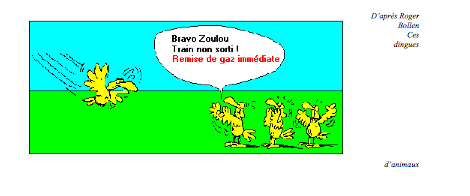 Bravo Zoulou
Train non sorti !
Remise de gaz immédiate
D'après Roger
Bollen
Ces
dingues
d'animaux